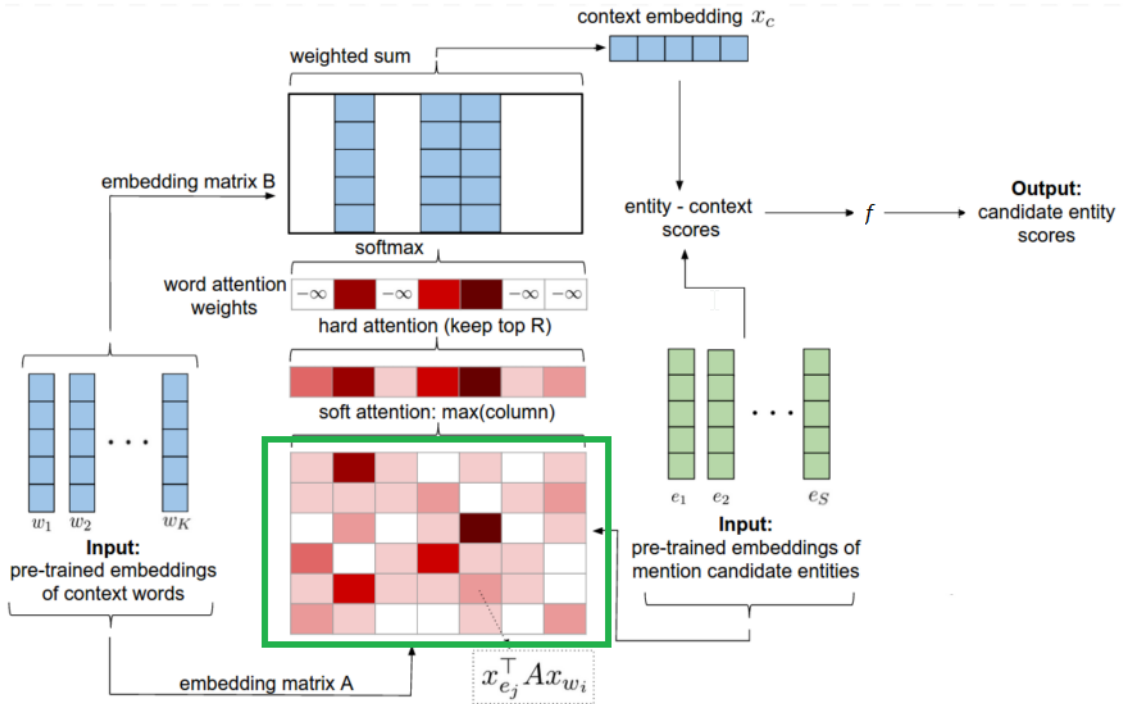 context embedding $x_c$
weighted sum
embedding matrix B
entity - context
scores
f
Output:
candidate entity
scores
softmax
word attention
weights
−∞ −∞ −∞ −∞
hard attention (keep top R)
soft attention: max(column)
$w_1$ $w_2$ $w_K$
Input:
pre-trained embeddings
of context words
$e_1$ $e_2$ $e_S$
Input:
pre-trained embeddings of
mention candidate entities
$x_{e_j}^\top A x_{w_i}$
embedding matrix A